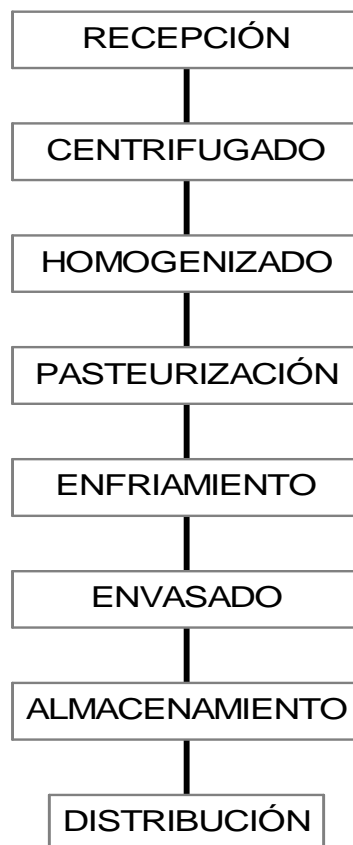 RECEPCIÓN
CENTRIFUGADO
HOMOGENIZADO
PASTEURIZACIÓN
ENFRIAMIENTO
ENVASADO
ALMACENAMIENTO
DISTRIBUCIÓN